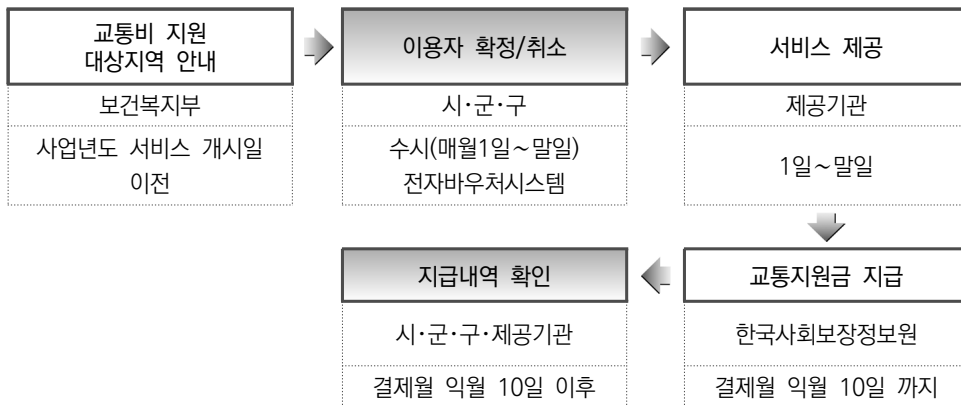 교통비 지원
대상지역 안내
보건복지부
사업년도 서비스 개시일
이전
이용자 확정/취소
시·군·구
수시(매월1일~말일)
전자바우처시스템
서비스 제공
제공기관
1일~말일
교통지원금 지급
한국사회보장정보원
결제월 익월 10일 까지
지급내역 확인
시·군·구·제공기관
결제월 익월 10일 이후